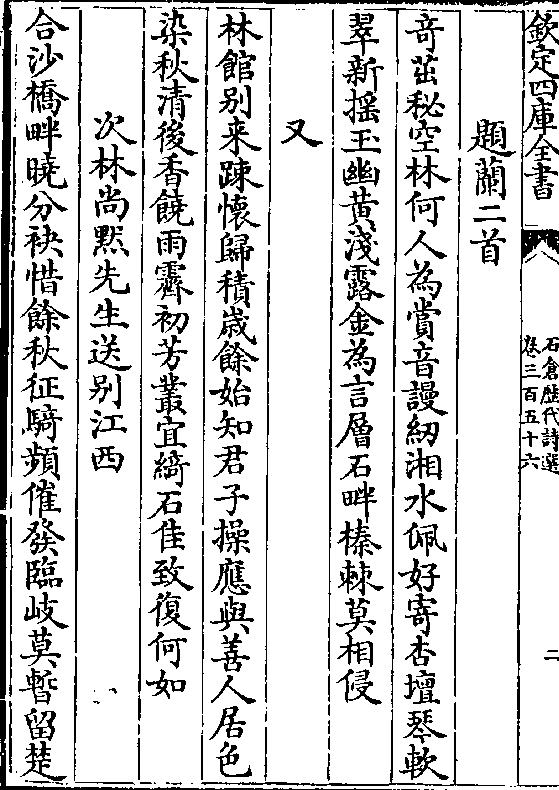 欽定四庫全書
石倉歴代詩選
卷三百五十六
二
題蘭二首
奇茁秘空林何人為賞音謾紉湘水佩好寄杏壇琴軟
翠新揺玉幽黄淺露金為言層石畔榛棘莫相侵
又
林館别来踈懐歸積歳餘始知君子操應與善人居色
染秋清後香饒雨霽初芳叢宜綺石佳致復何如
次林尚黙先生送别江西
合沙橋畔曉分袂惜餘秋征騎頻催發臨岐莫暫留楚